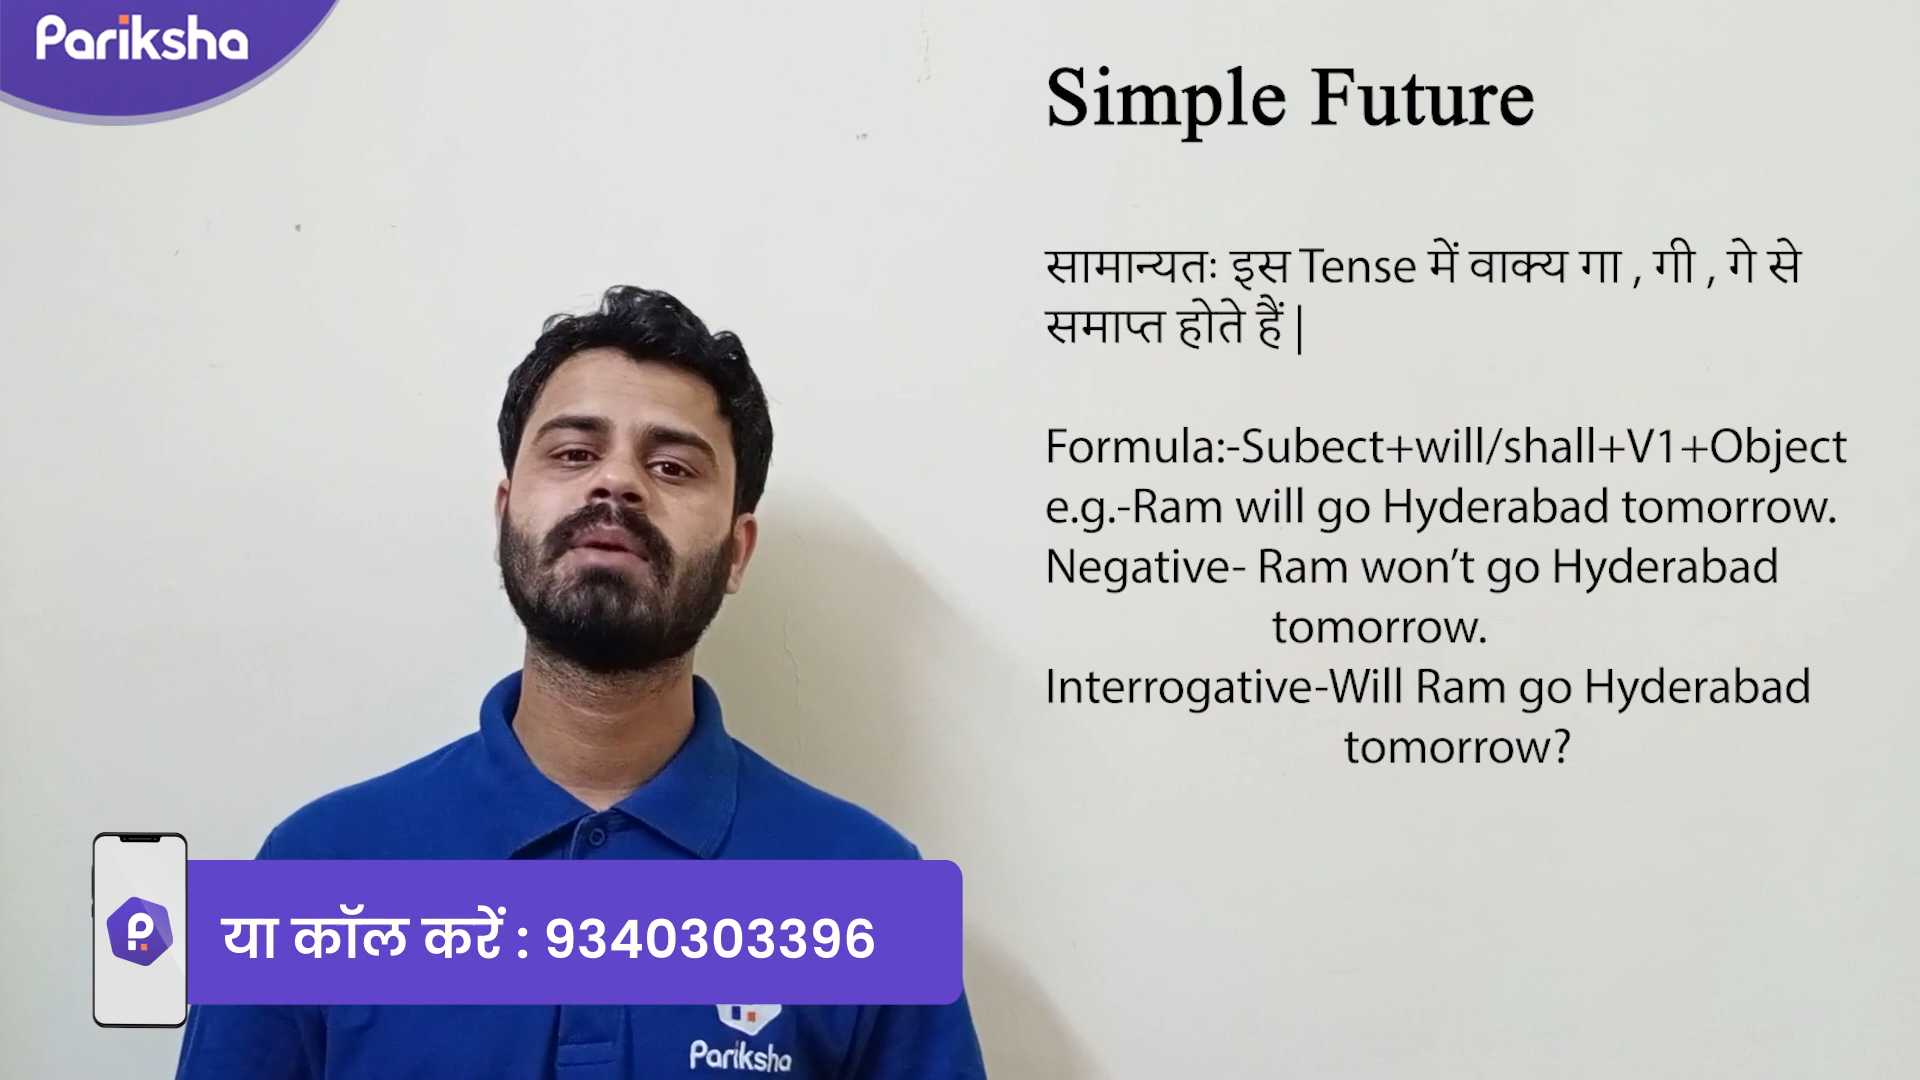 Pariksha
Simple Future
सामान्यतः इस Tense में वाक्य गा , गी , गे से
समाप्त होते हैं |
Formula:-Subect+will/shall+V1+Object
e.g.-Ram will go Hyderabad tomorrow.
Negative- Ram won’t go Hyderabad
tomorrow.
Interrogative-Will Ram go Hyderabad
tomorrow?
या कॉल करें : 9340303396
Pariksha